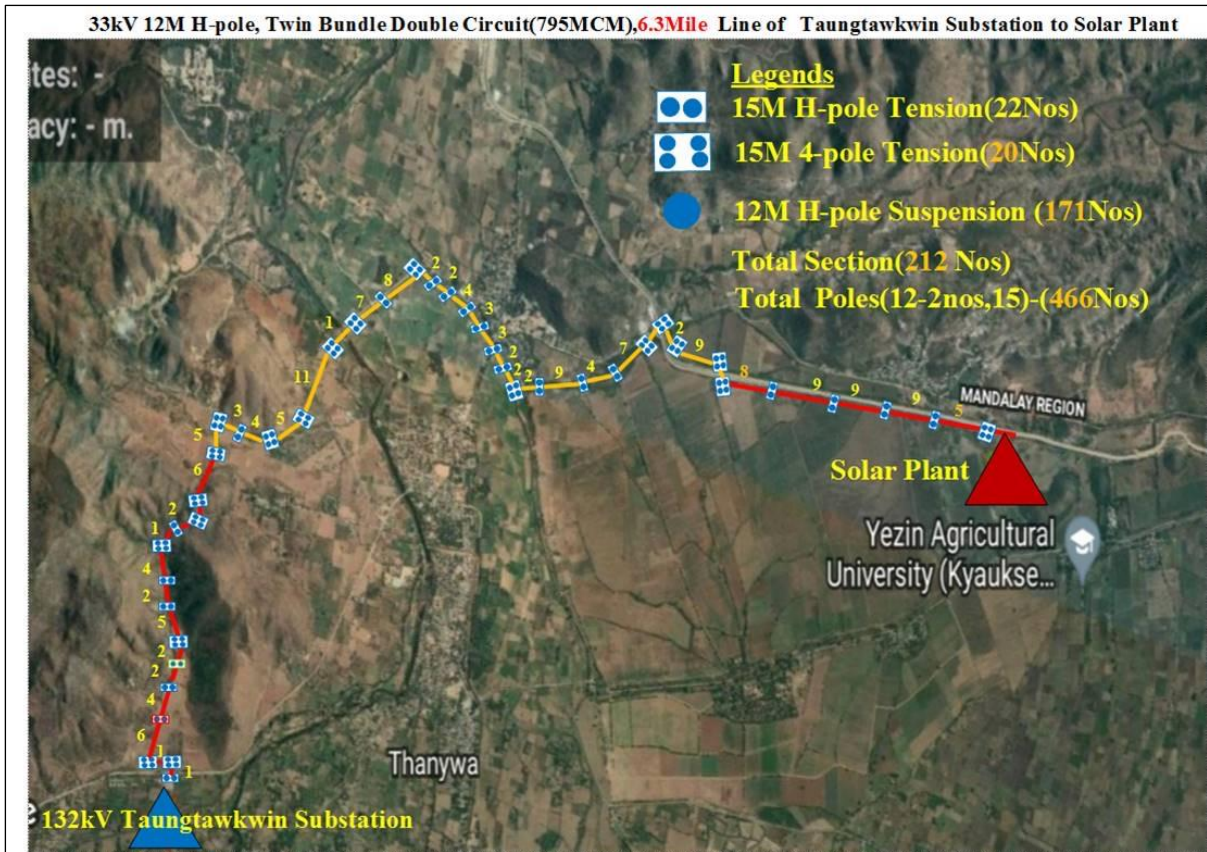 33kV 12M H-pole, Twin Bundle Double Circuit(795MCM),6.3Mile Line of Taungtawkwin Substation to Solar Plant
ites: -
acy: - m.
Legends
15M H-pole Tension(22Nos)
15M 4-pole Tension(20Nos)
12M H-pole Suspension (171Nos)
Total Section(212 Nos)
Total Poles(12-2nos,15)-(466Nos)
8
2
2
4
7
3
1
3
2
2
2
9
4
7
2
9
8
9
9
9
5
MANDALAY REGION
11
3
4
5
5
6
Solar Plant
Yezin Agricultural
University (Kyaukse...
2
1
4
2
5
2
2
4
6
1
1
Thanywa
e
132kV Taungtawkwin Substation